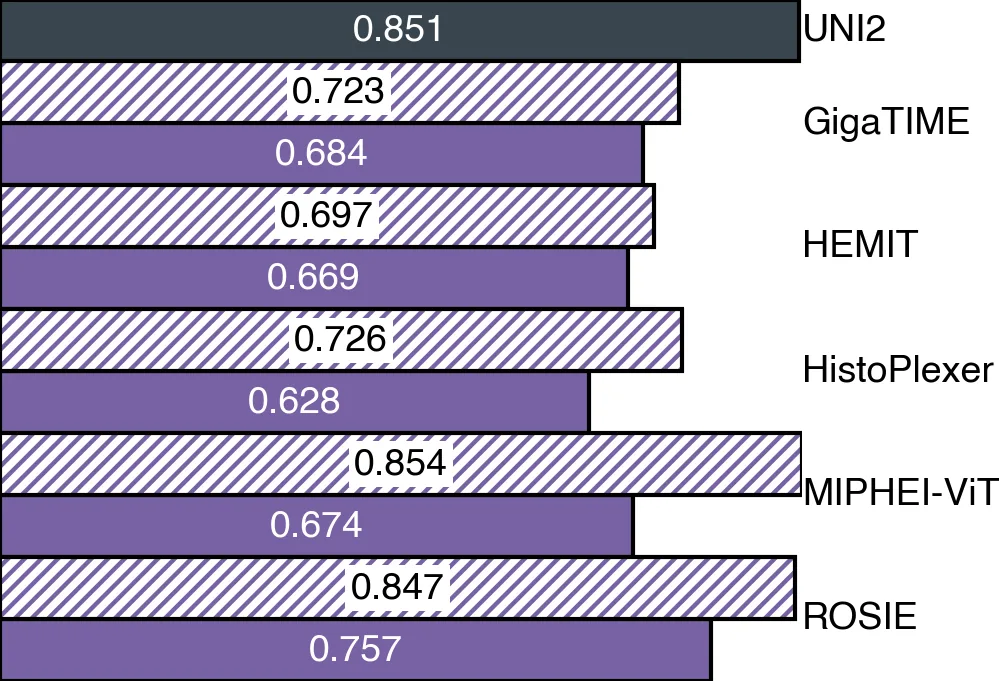 0.851 UNI2
0.723
GigaTIME
0.684
0.697
HEMIT
0.669
0.726
HistoPlexer
0.628
0.854
MIPHEI-ViT
0.674
0.847
ROSIE
0.757